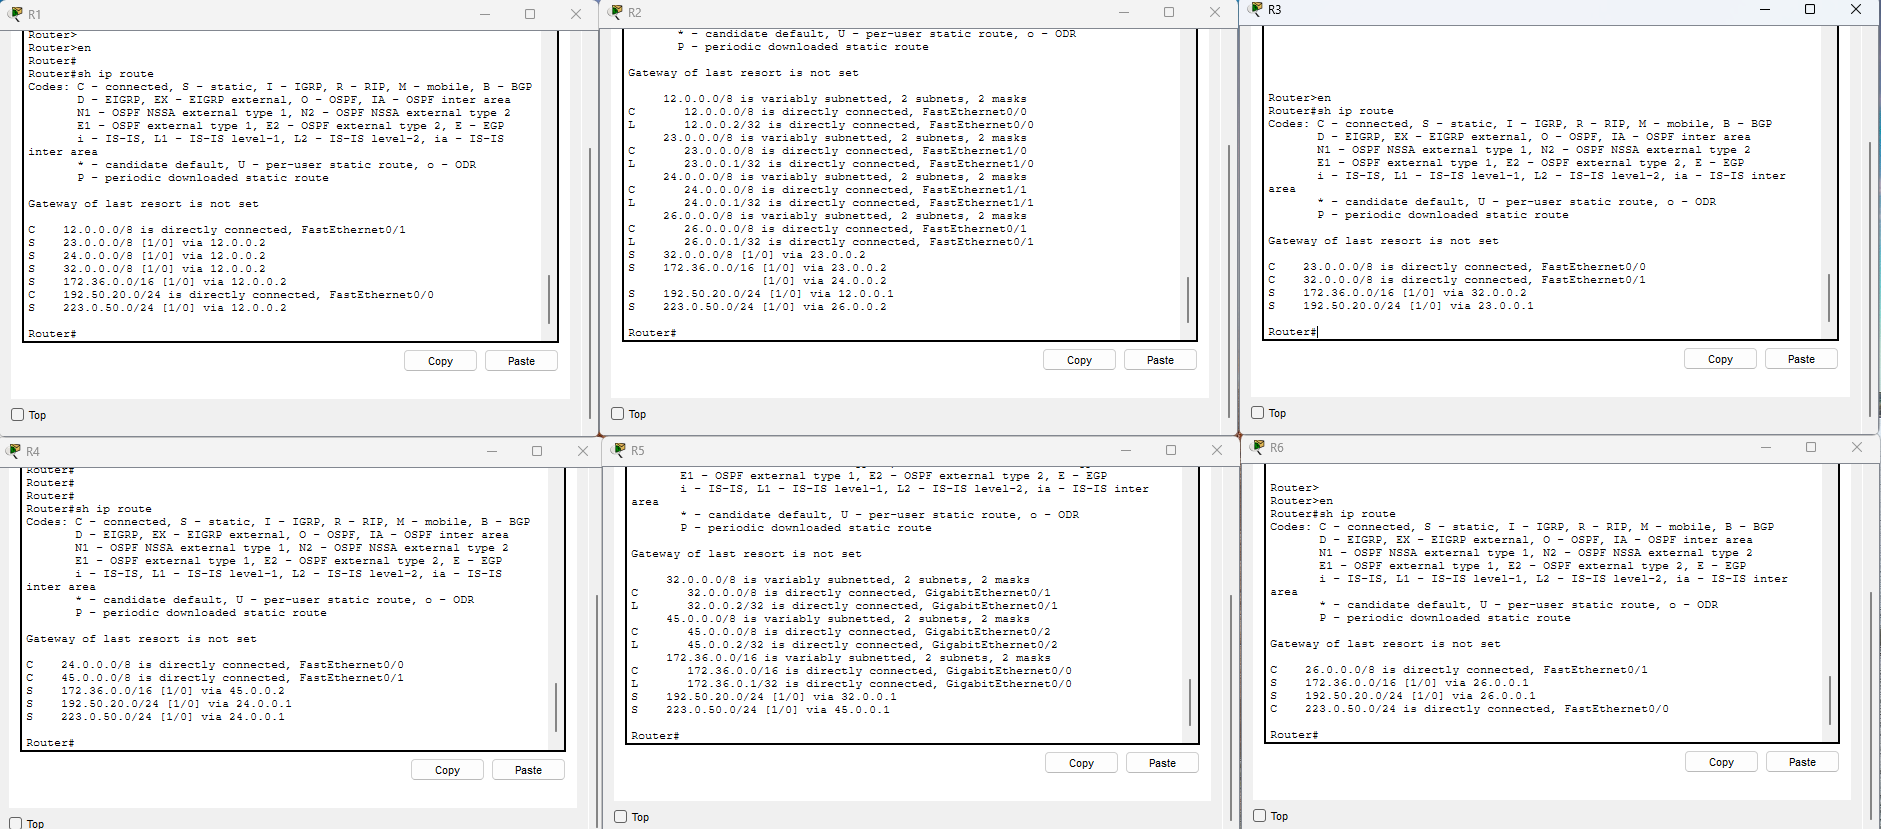 R1
Router>
Router>en
Router#
Router#sh ip route
Codes: C - connected, S - static, I - IGRP, R - RIP, M - mobile, B - BGP
D - EIGRP, EX - EIGRP external, O - OSPF, IA - OSPF inter area
N1 - OSPF NSSA external type 1, N2 - OSPF NSSA external type 2
E1 - OSPF external type 1, E2 - OSPF external type 2, E - EGP
i - IS-IS, L1 - IS-IS level-1, L2 - IS-IS level-2, ia - IS-IS
inter area
* - candidate default, U - per-user static route, o - ODR
P - periodic downloaded static route
Gateway of last resort is not set
C 12.0.0.0/8 is directly connected, FastEthernet0/1
S 23.0.0.0/8 [1/0] via 12.0.0.2
S 24.0.0.0/8 [1/0] via 12.0.0.2
S 32.0.0.0/8 [1/0] via 12.0.0.2
S 172.36.0.0/16 [1/0] via 12.0.0.2
C 192.50.20.0/24 is directly connected, FastEthernet0/0
S 223.0.50.0/24 [1/0] via 12.0.0.2
Router#
Copy Paste
Top
R2
* - candidate default, U - per-user static route, o - ODR
P - periodic downloaded static route
Gateway of last resort is not set
12.0.0.0/8 is variably subnetted, 2 subnets, 2 masks
C 12.0.0.0/8 is directly connected, FastEthernet0/0
L 12.0.0.2/32 is directly connected, FastEthernet0/0
23.0.0.0/8 is variably subnetted, 2 subnets, 2 masks
C 23.0.0.0/8 is directly connected, FastEthernet1/0
L 23.0.0.1/32 is directly connected, FastEthernet1/0
24.0.0.0/8 is variably subnetted, 2 subnets, 2 masks
C 24.0.0.0/8 is directly connected, FastEthernet1/1
L 24.0.0.1/32 is directly connected, FastEthernet1/1
26.0.0.0/8 is variably subnetted, 2 subnets, 2 masks
C 26.0.0.0/8 is directly connected, FastEthernet0/1
L 26.0.0.1/32 is directly connected, FastEthernet0/1
S 32.0.0.0/8 [1/0] via 23.0.0.2
S 172.36.0.0/16 [1/0] via 23.0.0.2
[1/0] via 24.0.0.2
S 192.50.20.0/24 [1/0] via 12.0.0.1
S 223.0.50.0/24 [1/0] via 26.0.0.2
Router#
Copy Paste
Top
R3
Router>en
Router#sh ip route
Codes: C - connected, S - static, I - IGRP, R - RIP, M - mobile, B - BGP
D - EIGRP, EX - EIGRP external, O - OSPF, IA - OSPF inter area
N1 - OSPF NSSA external type 1, N2 - OSPF NSSA external type 2
E1 - OSPF external type 1, E2 - OSPF external type 2, E - EGP
i - IS-IS, L1 - IS-IS level-1, L2 - IS-IS level-2, ia - IS-IS inter
area
* - candidate default, U - per-user static route, o - ODR
P - periodic downloaded static route
Gateway of last resort is not set
C 23.0.0.0/8 is directly connected, FastEthernet0/0
C 32.0.0.0/8 is directly connected, FastEthernet0/1
S 172.36.0.0/16 [1/0] via 32.0.0.2
S 192.50.20.0/24 [1/0] via 23.0.0.1
Router#
Copy Paste
Top
R4
Router#
Router#
Router#
Router#sh ip route
Codes: C - connected, S - static, I - IGRP, R - RIP, M - mobile, B - BGP
D - EIGRP, EX - EIGRP external, O - OSPF, IA - OSPF inter area
N1 - OSPF NSSA external type 1, N2 - OSPF NSSA external type 2
E1 - OSPF external type 1, E2 - OSPF external type 2, E - EGP
i - IS-IS, L1 - IS-IS level-1, L2 - IS-IS level-2, ia - IS-IS
inter area
* - candidate default, U - per-user static route, o - ODR
P - periodic downloaded static route
Gateway of last resort is not set
C 24.0.0.0/8 is directly connected, FastEthernet0/0
C 45.0.0.0/8 is directly connected, FastEthernet0/1
S 172.36.0.0/16 [1/0] via 45.0.0.2
S 192.50.20.0/24 [1/0] via 24.0.0.1
S 223.0.50.0/24 [1/0] via 24.0.0.1
Router#
Copy Paste
Top
R5
E1 - OSPF external type 1, E2 - OSPF external type 2, E - EGP
i - IS-IS, L1 - IS-IS level-1, L2 - IS-IS level-2, ia - IS-IS inter
area
* - candidate default, U - per-user static route, o - ODR
P - periodic downloaded static route
Gateway of last resort is not set
32.0.0.0/8 is variably subnetted, 2 subnets, 2 masks
C 32.0.0.0/8 is directly connected, GigabitEthernet0/1
L 32.0.0.2/32 is directly connected, GigabitEthernet0/1
45.0.0.0/8 is variably subnetted, 2 subnets, 2 masks
C 45.0.0.0/8 is directly connected, GigabitEthernet0/2
L 45.0.0.2/32 is directly connected, GigabitEthernet0/2
172.36.0.0/16 is variably subnetted, 2 subnets, 2 masks
C 172.36.0.0/16 is directly connected, GigabitEthernet0/0
L 172.36.0.1/32 is directly connected, GigabitEthernet0/0
S 192.50.20.0/24 [1/0] via 32.0.0.1
S 223.0.50.0/24 [1/0] via 45.0.0.1
Router#
Copy Paste
Top
R6
Router>
Router>en
Router#sh ip route
Codes: C - connected, S - static, I - IGRP, R - RIP, M - mobile, B - BGP
D - EIGRP, EX - EIGRP external, O - OSPF, IA - OSPF inter area
N1 - OSPF NSSA external type 1, N2 - OSPF NSSA external type 2
E1 - OSPF external type 1, E2 - OSPF external type 2, E - EGP
i - IS-IS, L1 - IS-IS level-1, L2 - IS-IS level-2, ia - IS-IS inter
area
* - candidate default, U - per-user static route, o - ODR
P - periodic downloaded static route
Gateway of last resort is not set
C 26.0.0.0/8 is directly connected, FastEthernet0/1
S 172.36.0.0/16 [1/0] via 26.0.0.1
S 192.50.20.0/24 [1/0] via 26.0.0.1
C 223.0.50.0/24 is directly connected, FastEthernet0/0
Router#
Copy Paste
Top